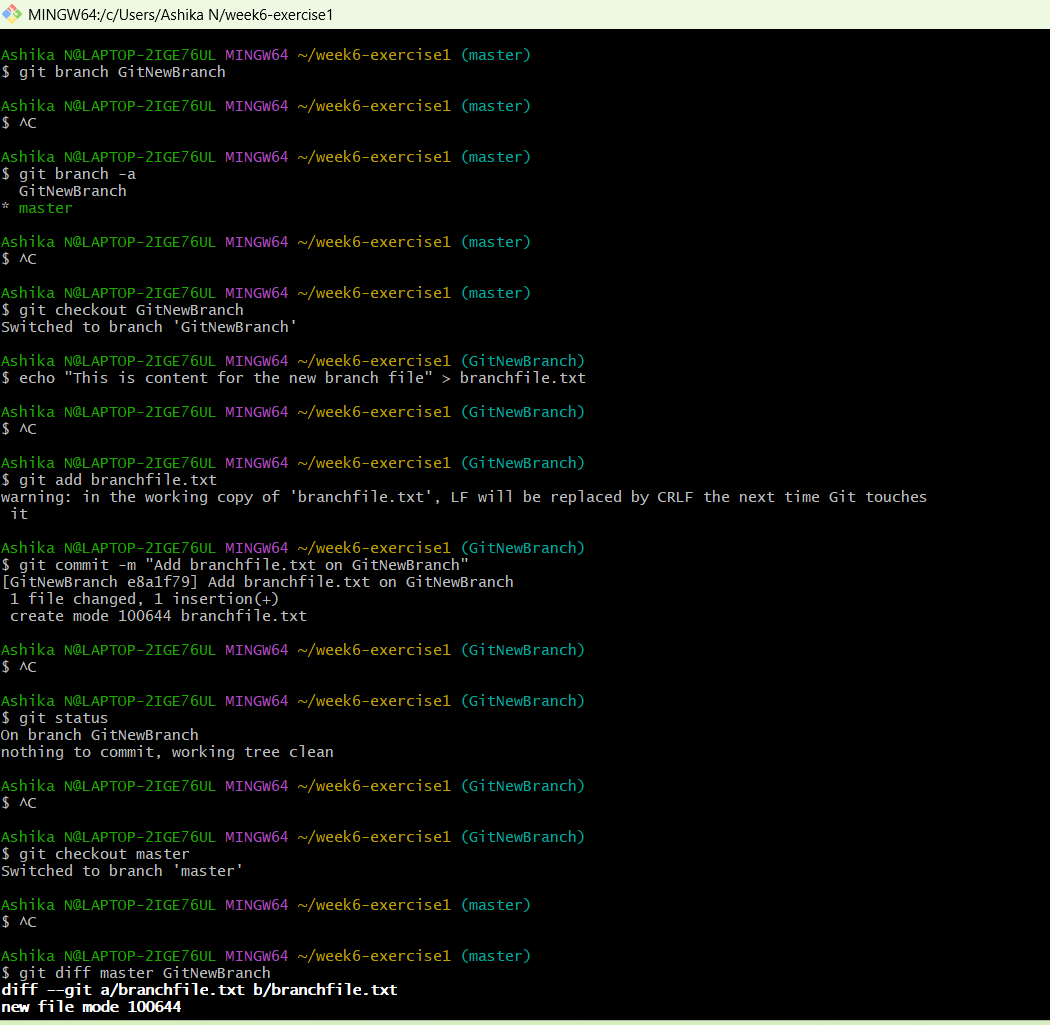 MINGW64:/c/Users/Ashika N/week6-exercise1
Ashika N@LAPTOP-2IGE76UL MINGW64 ~/week6-exercise1 (master)
$ git branch GitNewBranch
Ashika N@LAPTOP-2IGE76UL MINGW64 ~/week6-exercise1 (master)
$ ^C
Ashika N@LAPTOP-2IGE76UL MINGW64 ~/week6-exercise1 (master)
$ git branch -a
  GitNewBranch
* master
Ashika N@LAPTOP-2IGE76UL MINGW64 ~/week6-exercise1 (master)
$ ^C
Ashika N@LAPTOP-2IGE76UL MINGW64 ~/week6-exercise1 (master)
$ git checkout GitNewBranch
Switched to branch 'GitNewBranch'
Ashika N@LAPTOP-2IGE76UL MINGW64 ~/week6-exercise1 (GitNewBranch)
$ echo "This is content for the new branch file" > branchfile.txt
Ashika N@LAPTOP-2IGE76UL MINGW64 ~/week6-exercise1 (GitNewBranch)
$ ^C
Ashika N@LAPTOP-2IGE76UL MINGW64 ~/week6-exercise1 (GitNewBranch)
$ git add branchfile.txt
warning: in the working copy of 'branchfile.txt', LF will be replaced by CRLF the next time Git touches
 it
Ashika N@LAPTOP-2IGE76UL MINGW64 ~/week6-exercise1 (GitNewBranch)
$ git commit -m "Add branchfile.txt on GitNewBranch"
[GitNewBranch e8a1f79] Add branchfile.txt on GitNewBranch
 1 file changed, 1 insertion(+)
 create mode 100644 branchfile.txt
Ashika N@LAPTOP-2IGE76UL MINGW64 ~/week6-exercise1 (GitNewBranch)
$ ^C
Ashika N@LAPTOP-2IGE76UL MINGW64 ~/week6-exercise1 (GitNewBranch)
$ git status
On branch GitNewBranch
nothing to commit, working tree clean
Ashika N@LAPTOP-2IGE76UL MINGW64 ~/week6-exercise1 (GitNewBranch)
$ ^C
Ashika N@LAPTOP-2IGE76UL MINGW64 ~/week6-exercise1 (GitNewBranch)
$ git checkout master
Switched to branch 'master'
Ashika N@LAPTOP-2IGE76UL MINGW64 ~/week6-exercise1 (master)
$ ^C
Ashika N@LAPTOP-2IGE76UL MINGW64 ~/week6-exercise1 (master)
$ git diff master GitNewBranch
diff --git a/branchfile.txt b/branchfile.txt
new file mode 100644